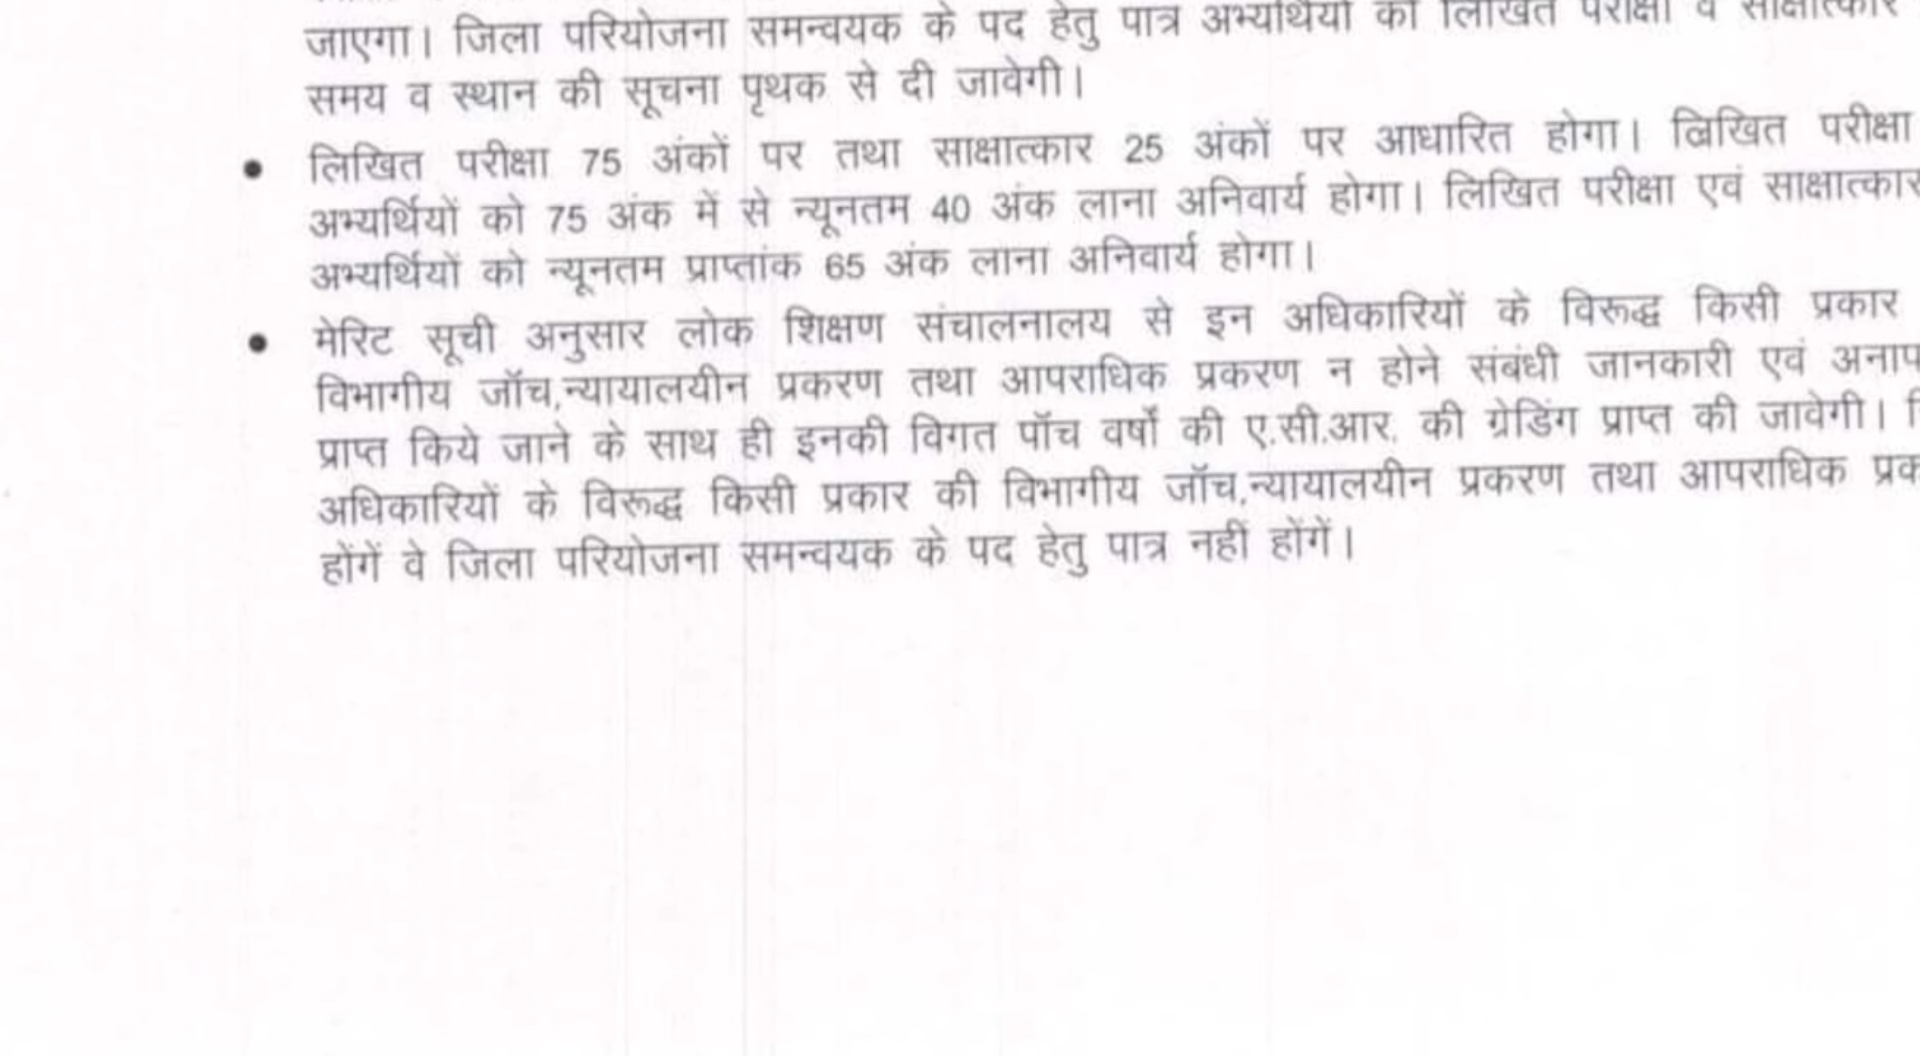 जाएगा। जिला परियोजना समन्वयक के पद हेतु पात्र अभ्यर्थियों की लिखित परीक्षा व साक्षात्कार
समय व स्थान की सूचना पृथक से दी जावेगी।
• लिखित परीक्षा 75 अंकों पर तथा साक्षात्कार 25 अंकों पर आधारित होगा। लिखित परीक्षा
अभ्यर्थियों को 75 अंक में से न्यूनतम 40 अंक लाना अनिवार्य होगा। लिखित परीक्षा एवं साक्षात्कार
अभ्यर्थियों को न्यूनतम प्राप्तांक 65 अंक लाना अनिवार्य होगा।
• मेरिट सूची अनुसार लोक शिक्षण संचालनालय से इन अधिकारियों के विरूद्ध किसी प्रकार
विभागीय जॉच,न्यायालयीन प्रकरण तथा आपराधिक प्रकरण न होने संबंधी जानकारी एवं
प्राप्त किये जाने के साथ ही इनकी विगत पॉच वर्षों की ए.सी.आर. की ग्रेडिंग प्राप्त की जावेगी।
अधिकारियों के विरूद्ध किसी प्रकार की विभागीय जॉच,न्यायालयीन प्रकरण तथा आपराधिक
होंगें वे जिला परियोजना समन्वयक के पद हेतु पात्र नहीं होंगें।